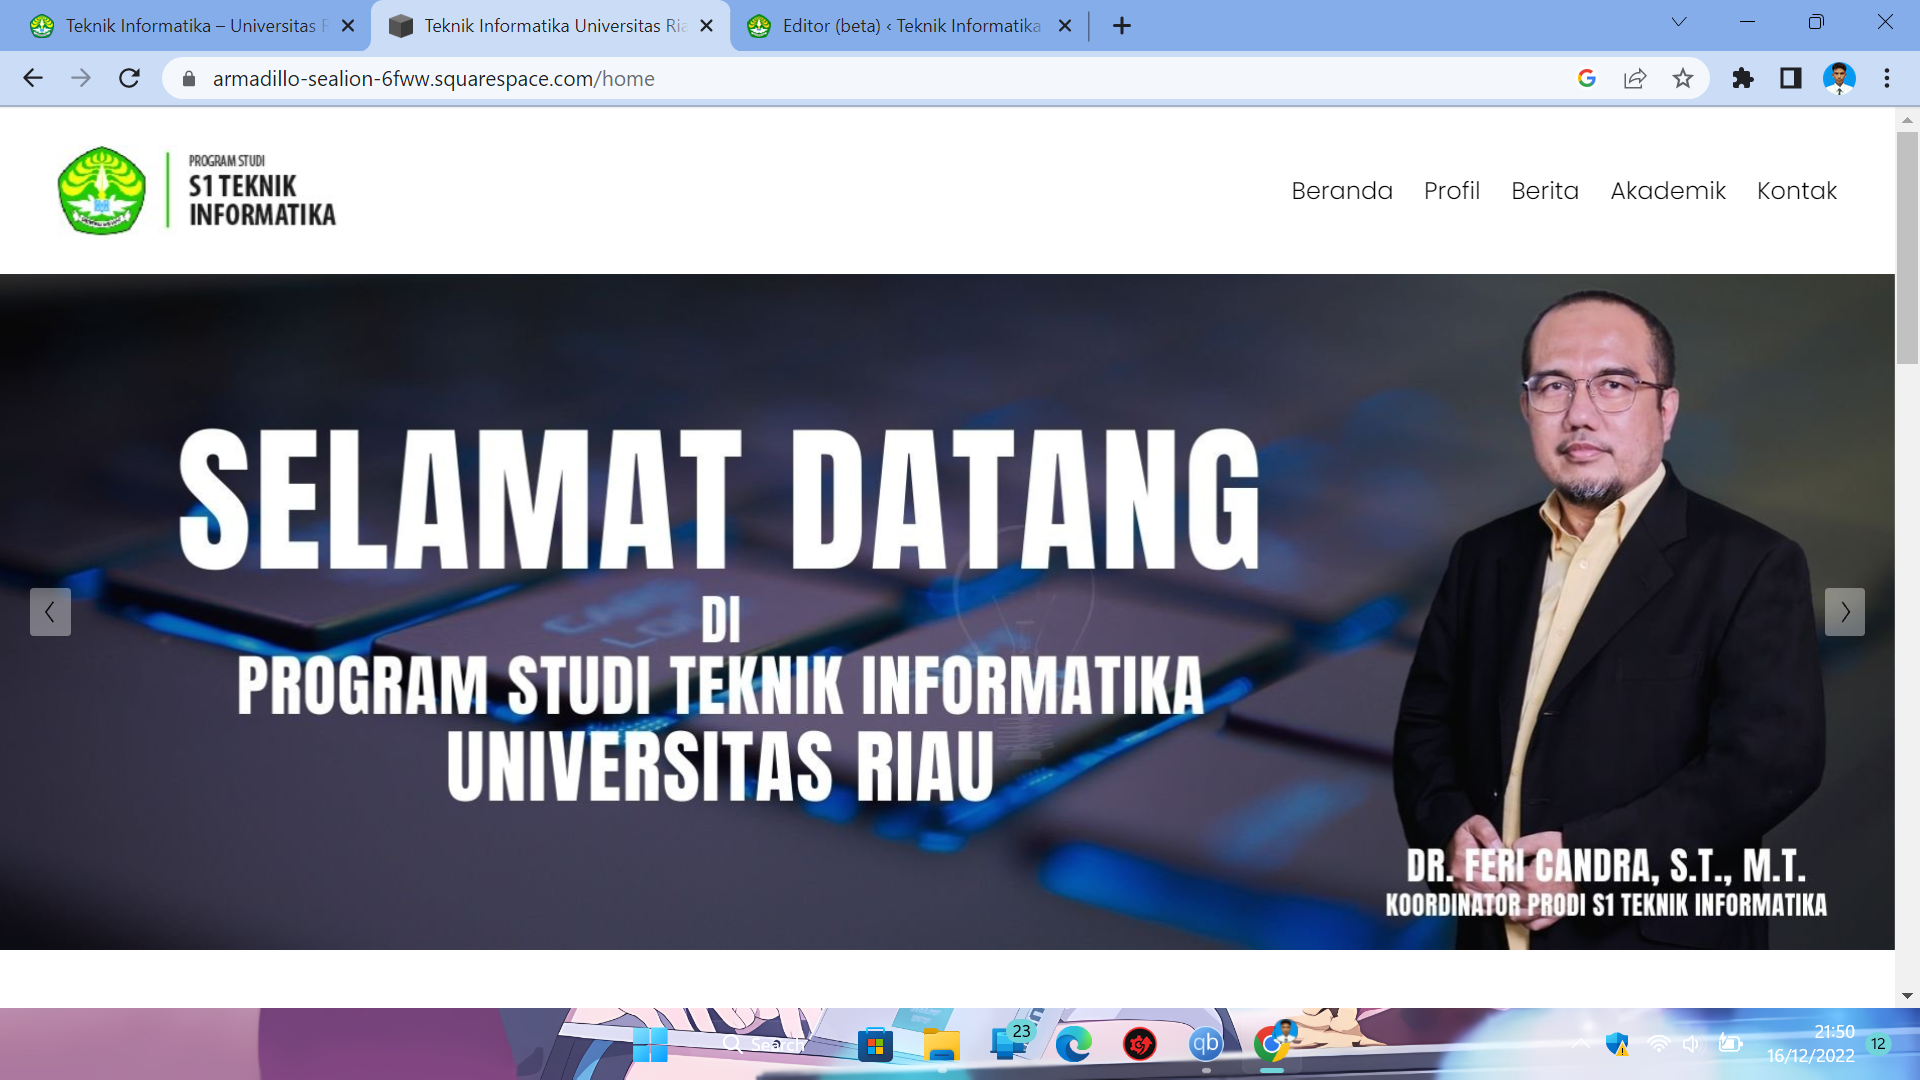 Teknik Informatika – Universitas R
Teknik Informatika Universitas Ria
Editor (beta) ‹ Teknik Informatika
armadillo-sealion-6fww.squarespace.com/home
PROGRAM STUDI
S1 TEKNIK
INFORMATIKA
Beranda Profil Berita Akademik Kontak
SELAMAT DATANG
DI
PROGRAM STUDI TEKNIK INFORMATIKA
UNIVERSITAS RIAU
DR. FERI CANDRA, S.T., M.T.
KOORDINATOR PRODI S1 TEKNIK INFORMATIKA
Search
23
qb
21:50
16/12/2022
12